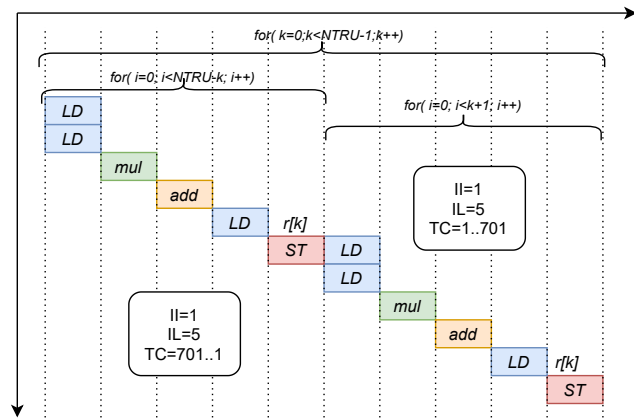 for( k=0;k<NTRU-1;k++)
for( i=0; i<NTRU-k; i++)
for( i=0; i<k+1; i++)
LD
LD
mul
add
LD
r[k]
ST
LD
LD
mul
add
LD
r[k]
ST
II=1
IL=5
TC=1..701
II=1
IL=5
TC=701..1